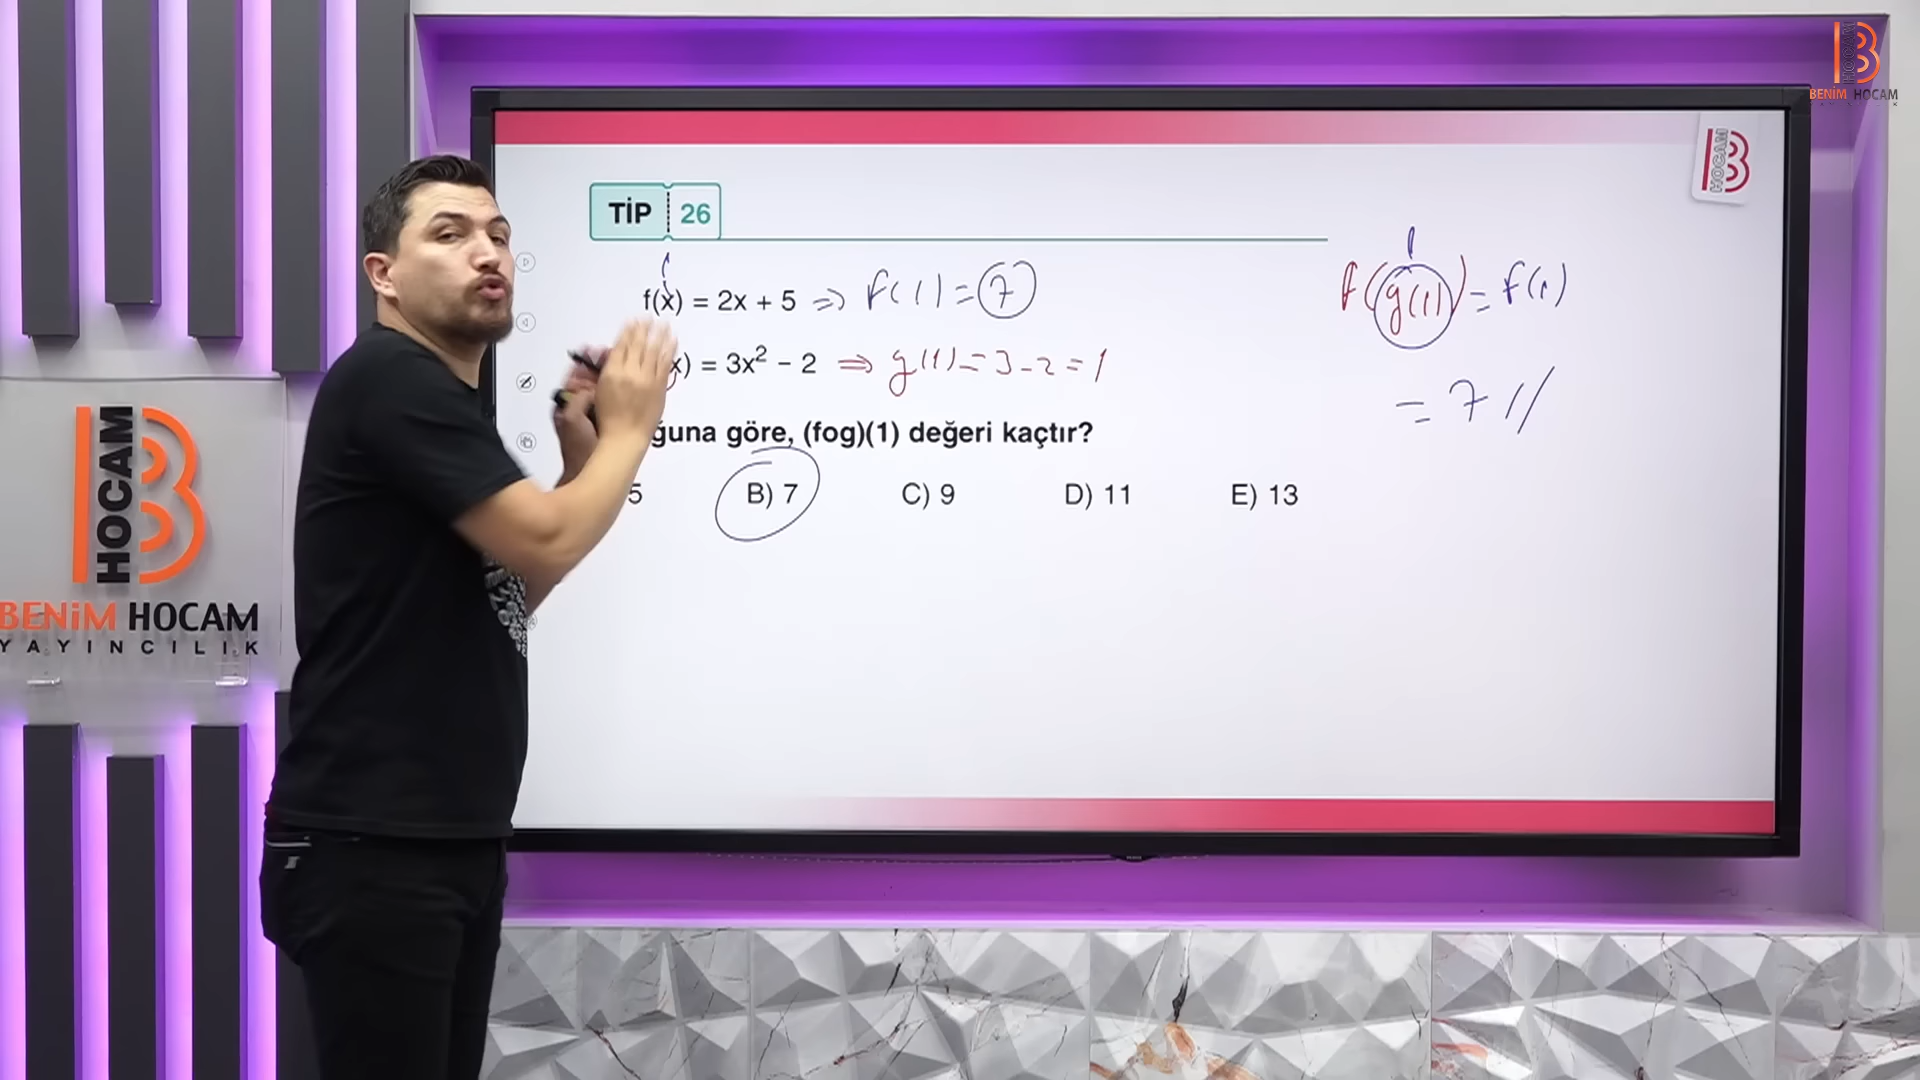 BENİM HOCAM
HOCAM
TİP 26
f(x) = 2x + 5 ⇒ f(1) = 7
x) = 3x² − 2 ⇒ g(1) = 3 − 2 = 1
ğuna göre, (fog)(1) değeri kaçtır?
5 B) 7 C) 9 D) 11 E) 13
f(g(1)) = f(1)
= 7 //
HOCAM
BENİM HOCAM
YAYINCILIK